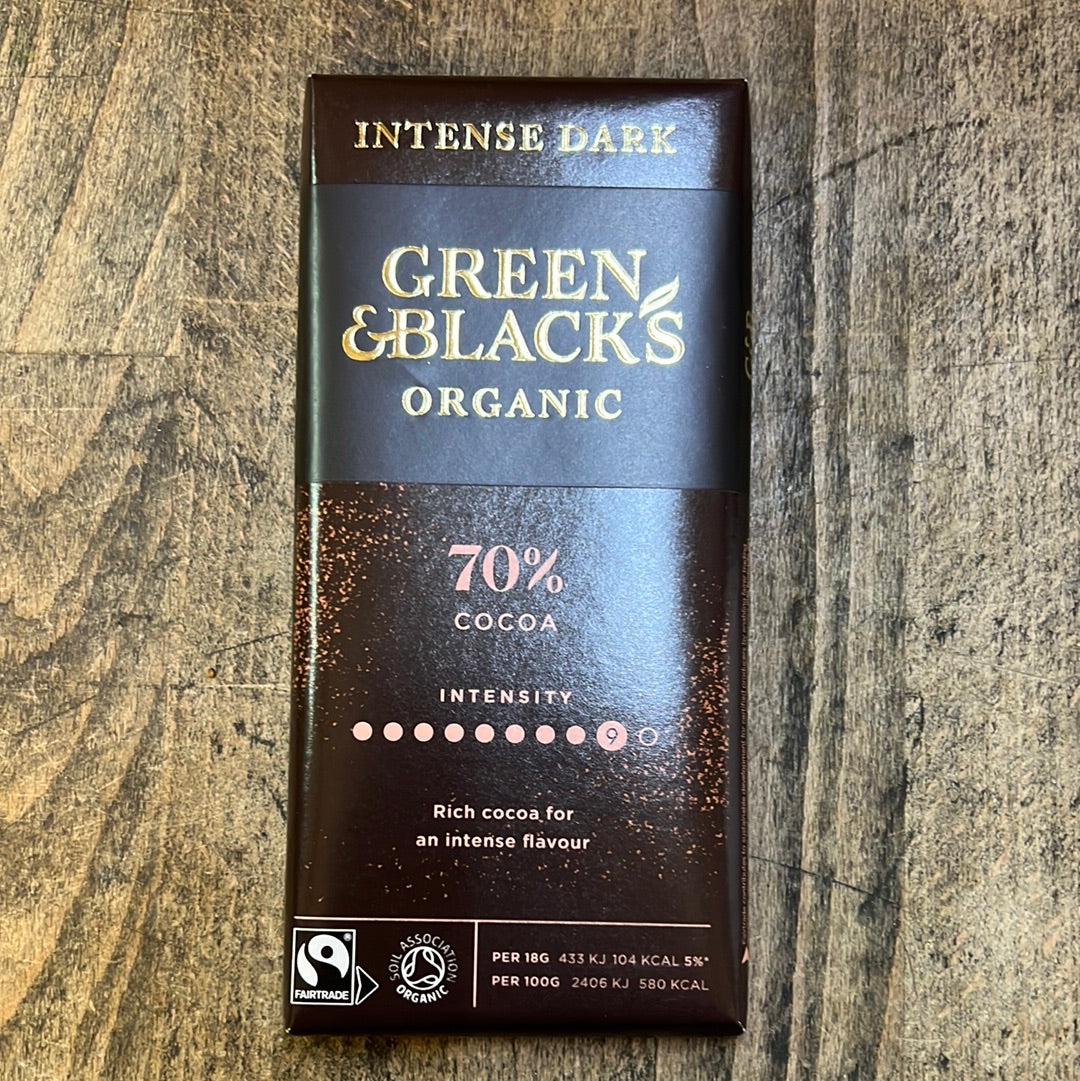 INTENSE DARK
GREEN
&BLACK'S
ORGANIC
70%
COCOA
INTENSITY
9
Rich cocoa for
an intense flavour
FAIRTRADE
SOIL ASSOCIATION
ORGANIC
PER 18G 433 KJ 104 KCAL 5%*
PER 100G 2406 KJ 580 KCAL